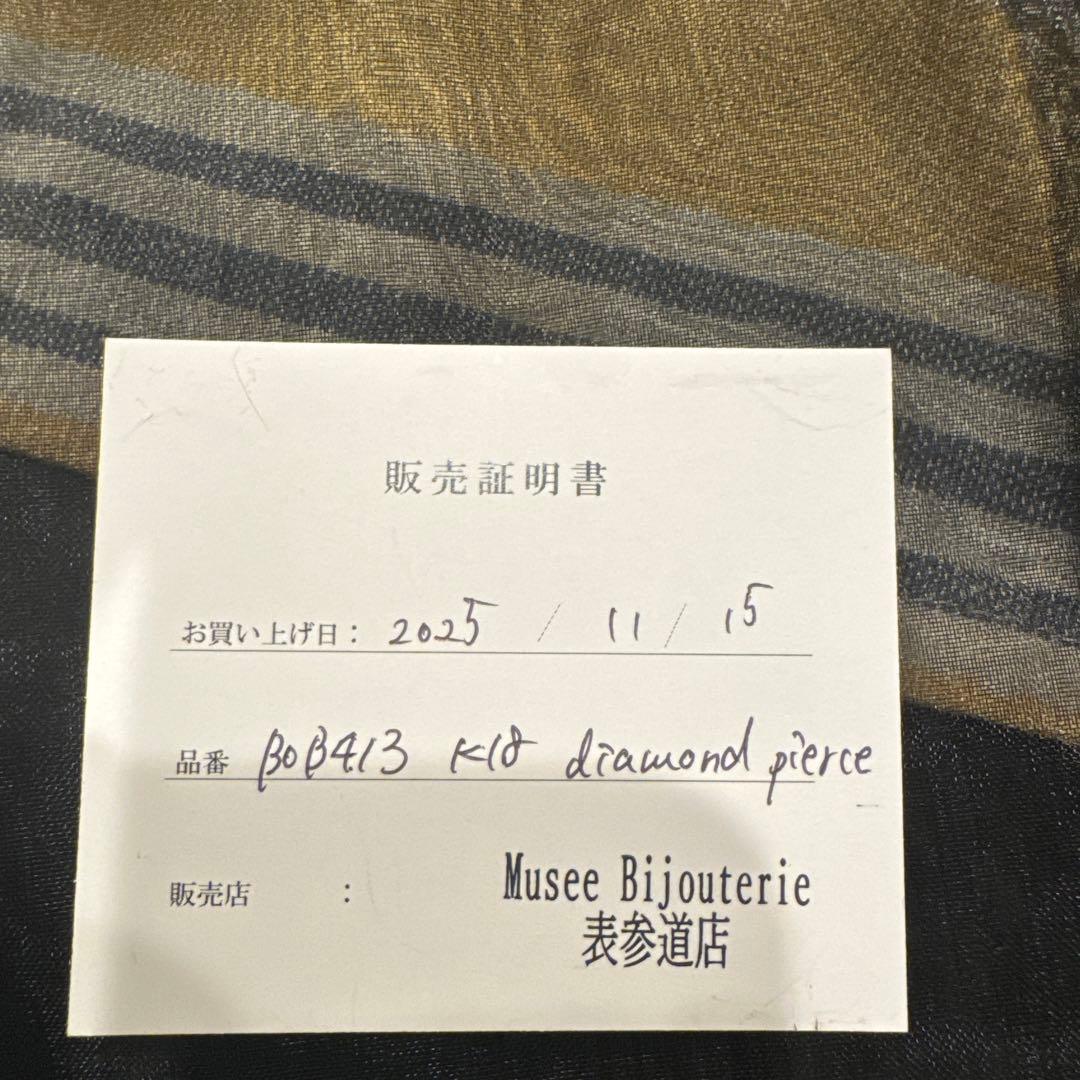 販売証明書
お買い上げ日: 2025 / 11 / 15
品番 BOB413 K18 diamond pierce
販売店 : Musee Bijouterie
表参道店